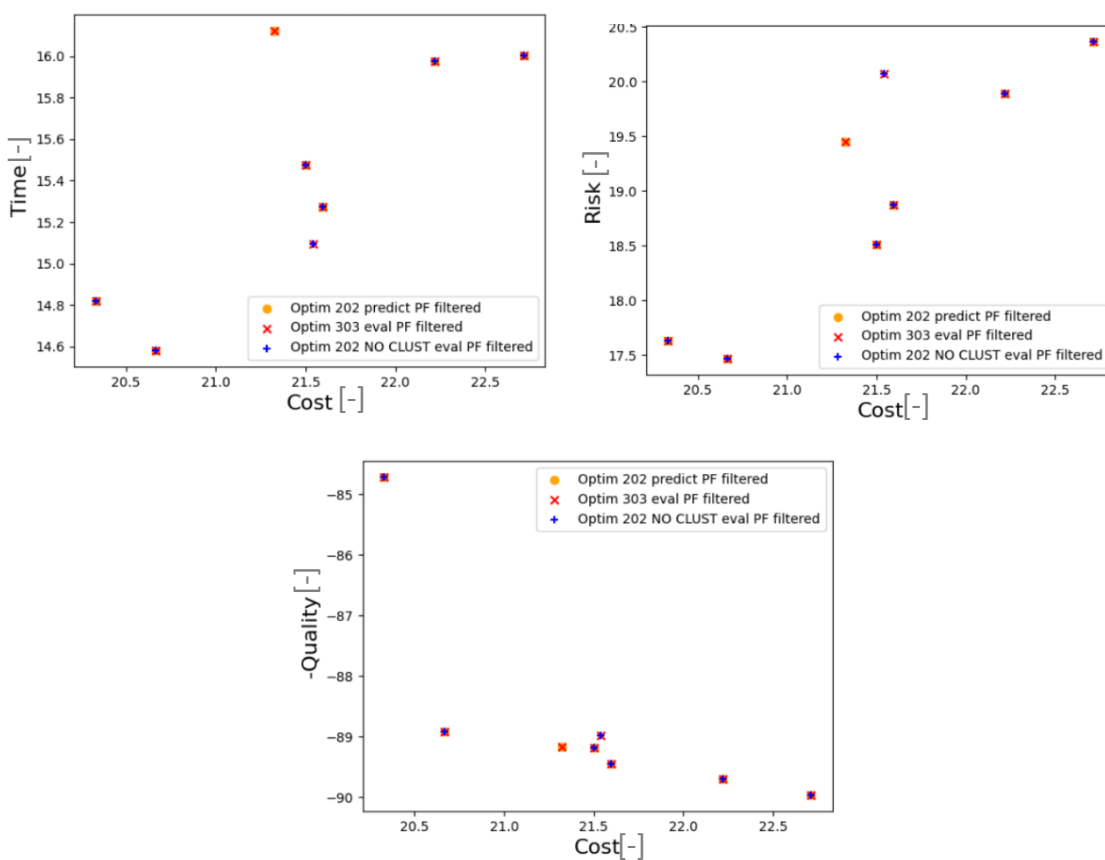 16.0
15.8
15.6
15.4
15.2
15.0
14.8
14.6
Time [-]
Optim 202 predict PF filtered
Optim 303 eval PF filtered
Optim 202 NO CLUST eval PF filtered
20.5 21.0 21.5 22.0 22.5
Cost [-]
20.5
20.0
19.5
19.0
18.5
18.0
17.5
Risk [-]
Optim 202 predict PF filtered
Optim 303 eval PF filtered
Optim 202 NO CLUST eval PF filtered
20.5 21.0 21.5 22.0 22.5
Cost[-]
Optim 202 predict PF filtered
Optim 303 eval PF filtered
Optim 202 NO CLUST eval PF filtered
−85
−86
−87
−88
−89
−90
-Quality [-]
20.5 21.0 21.5 22.0 22.5
Cost[-]